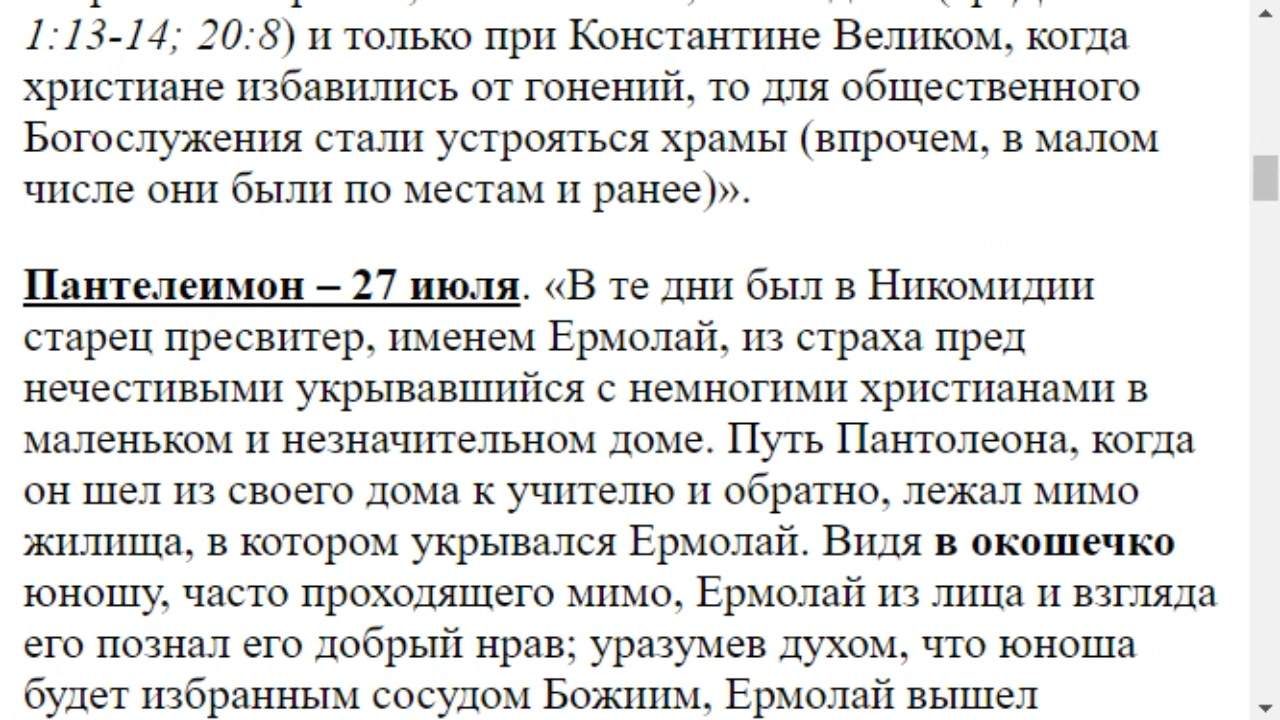 1:13-14; 20:8) и только при Константине Великом, когда
христиане избавились от гонений, то для общественного
Богослужения стали устрояться храмы (впрочем, в малом
числе они были по местам и ранее)».
Пантелеимон – 27 июля. «В те дни был в Никомидии
старец пресвитер, именем Ермолай, из страха пред
нечестивыми укрывавшийся с немногими христианами в
маленьком и незначительном доме. Путь Пантолеона, когда
он шел из своего дома к учителю и обратно, лежал мимо
жилища, в котором укрывался Ермолай. Видя в окошечко
юношу, часто проходящего мимо, Ермолай из лица и взгляда
его познал его добрый нрав; уразумев духом, что юноша
будет избранным сосудом Божиим, Ермолай вышел